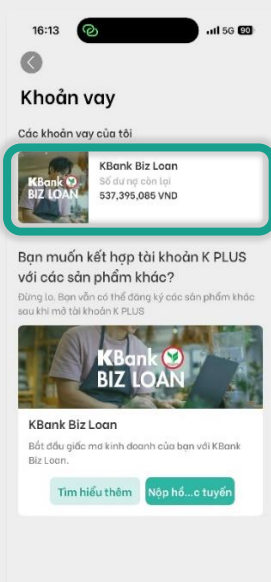 16:13
5G 90
Khoản vay
Các khoản vay của tôi
KBank
BIZ LOAN
KBank Biz Loan
Số dư nợ còn lại
537,395,085 VND
Bạn muốn kết hợp tài khoản K PLUS
với các sản phẩm khác?
Đừng lo. Bạn vẫn có thể đăng ký các sản phẩm khác
sau khi mở tài khoản K PLUS
KBank
BIZ LOAN
KBank Biz Loan
Bắt đầu giấc mơ kinh doanh của bạn với KBank
Biz Loan.
Tìm hiểu thêm
Nộp hồ...c tuyến